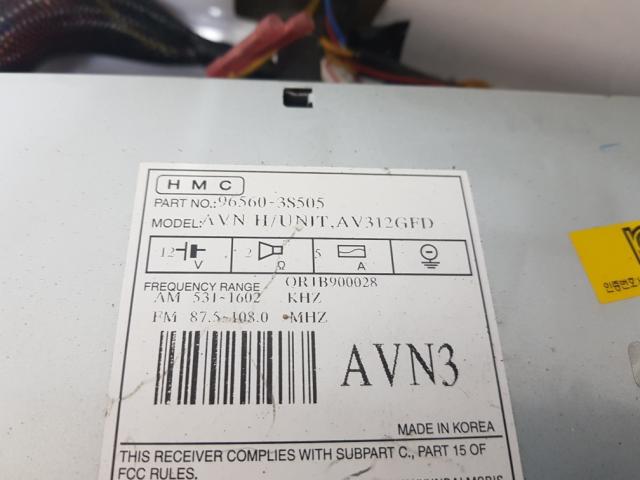 HMC
PART NO.:96560-3S505
MODEL:AVN H/UNIT,AV312GFD
12 V 2 Ω 5 A
FREQUENCY RANGE OR1B900028
AM 531~1602 KHZ
FM 87.5~108.0 MHZ
AVN3
MADE IN KOREA
THIS RECEIVER COMPLIES WITH SUBPART C., PART 15 OF
FCC RULES.